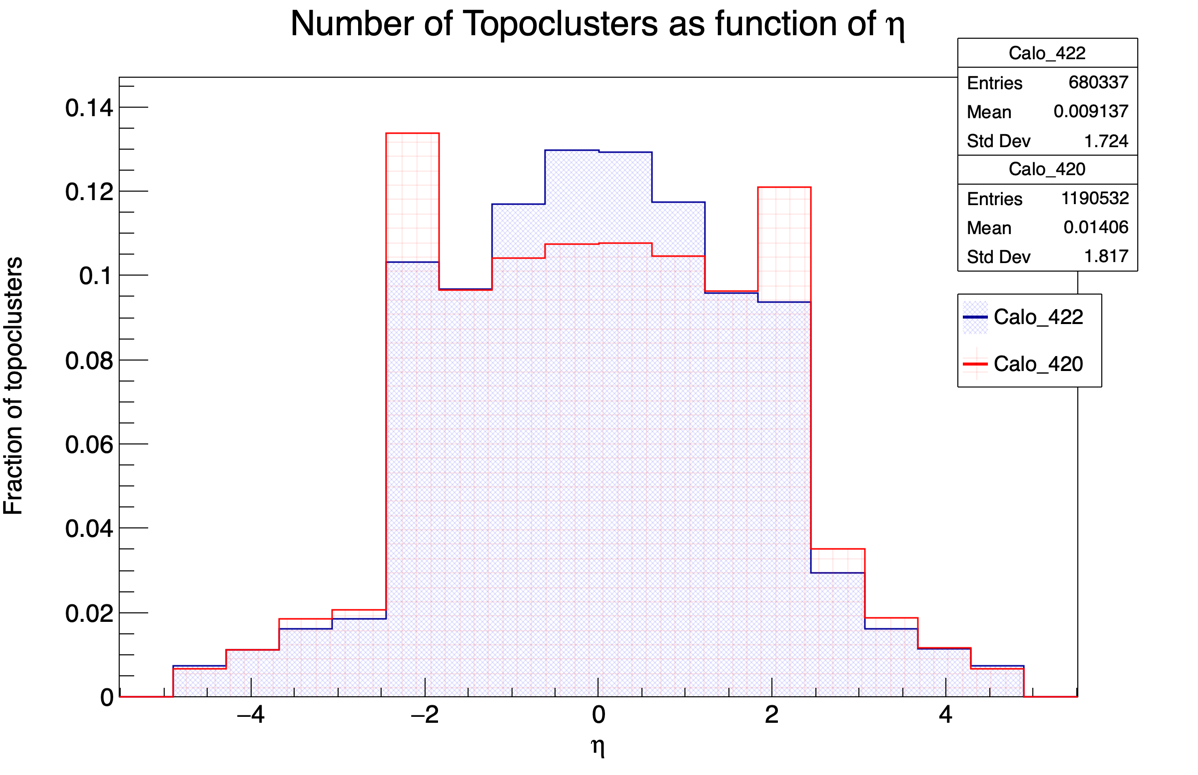 Number of Topoclusters as function of η
Calo_422
Entries 680337
Mean 0.009137
Std Dev 1.724
Calo_420
Entries 1190532
Mean 0.01406
Std Dev 1.817
Calo_422
Calo_420
Fraction of topoclusters
0.14
0.12
0.1
0.08
0.06
0.04
0.02
0
−4 −2 0 2 4
η